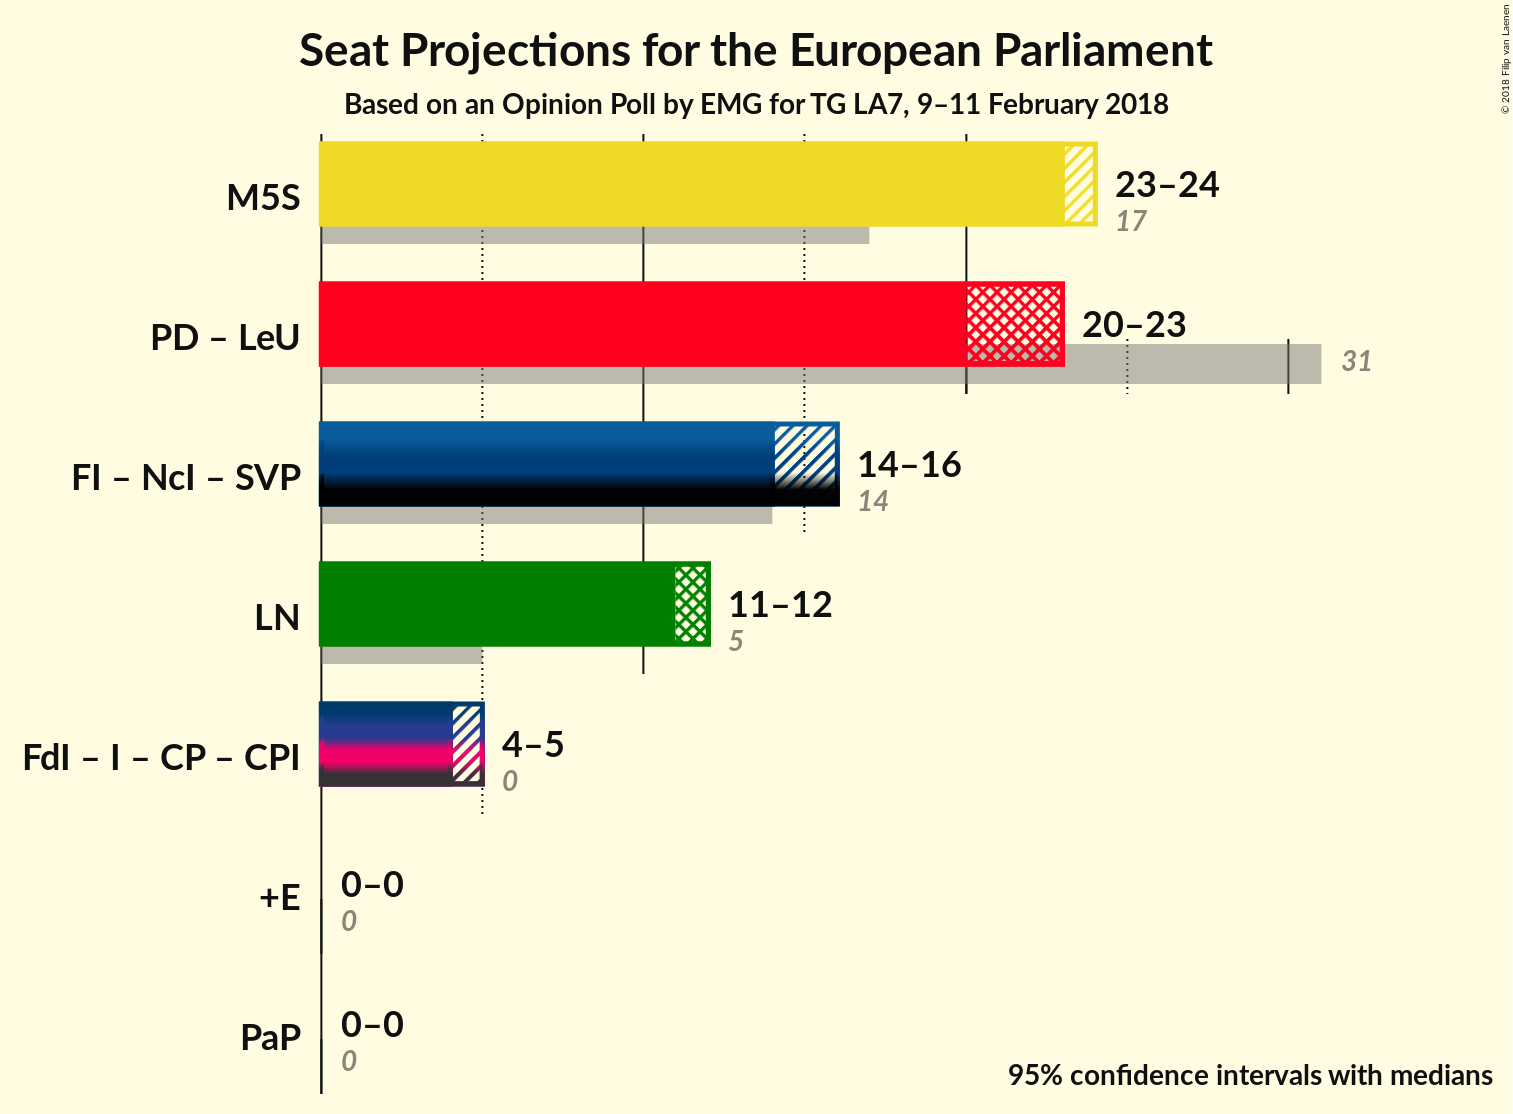 Seat Projections for the European Parliament
Based on an Opinion Poll by EMG for TG LA7, 9–11 February 2018
© 2018 Filip van Laenen
M5S
23–24
17
PD – LeU
20–23
31
FI – NcI – SVP
14–16
14
LN
11–12
5
FdI – I – CP – CPI
4–5
0
+E
0–0
0
PaP
0–0
0
95% confidence intervals with medians